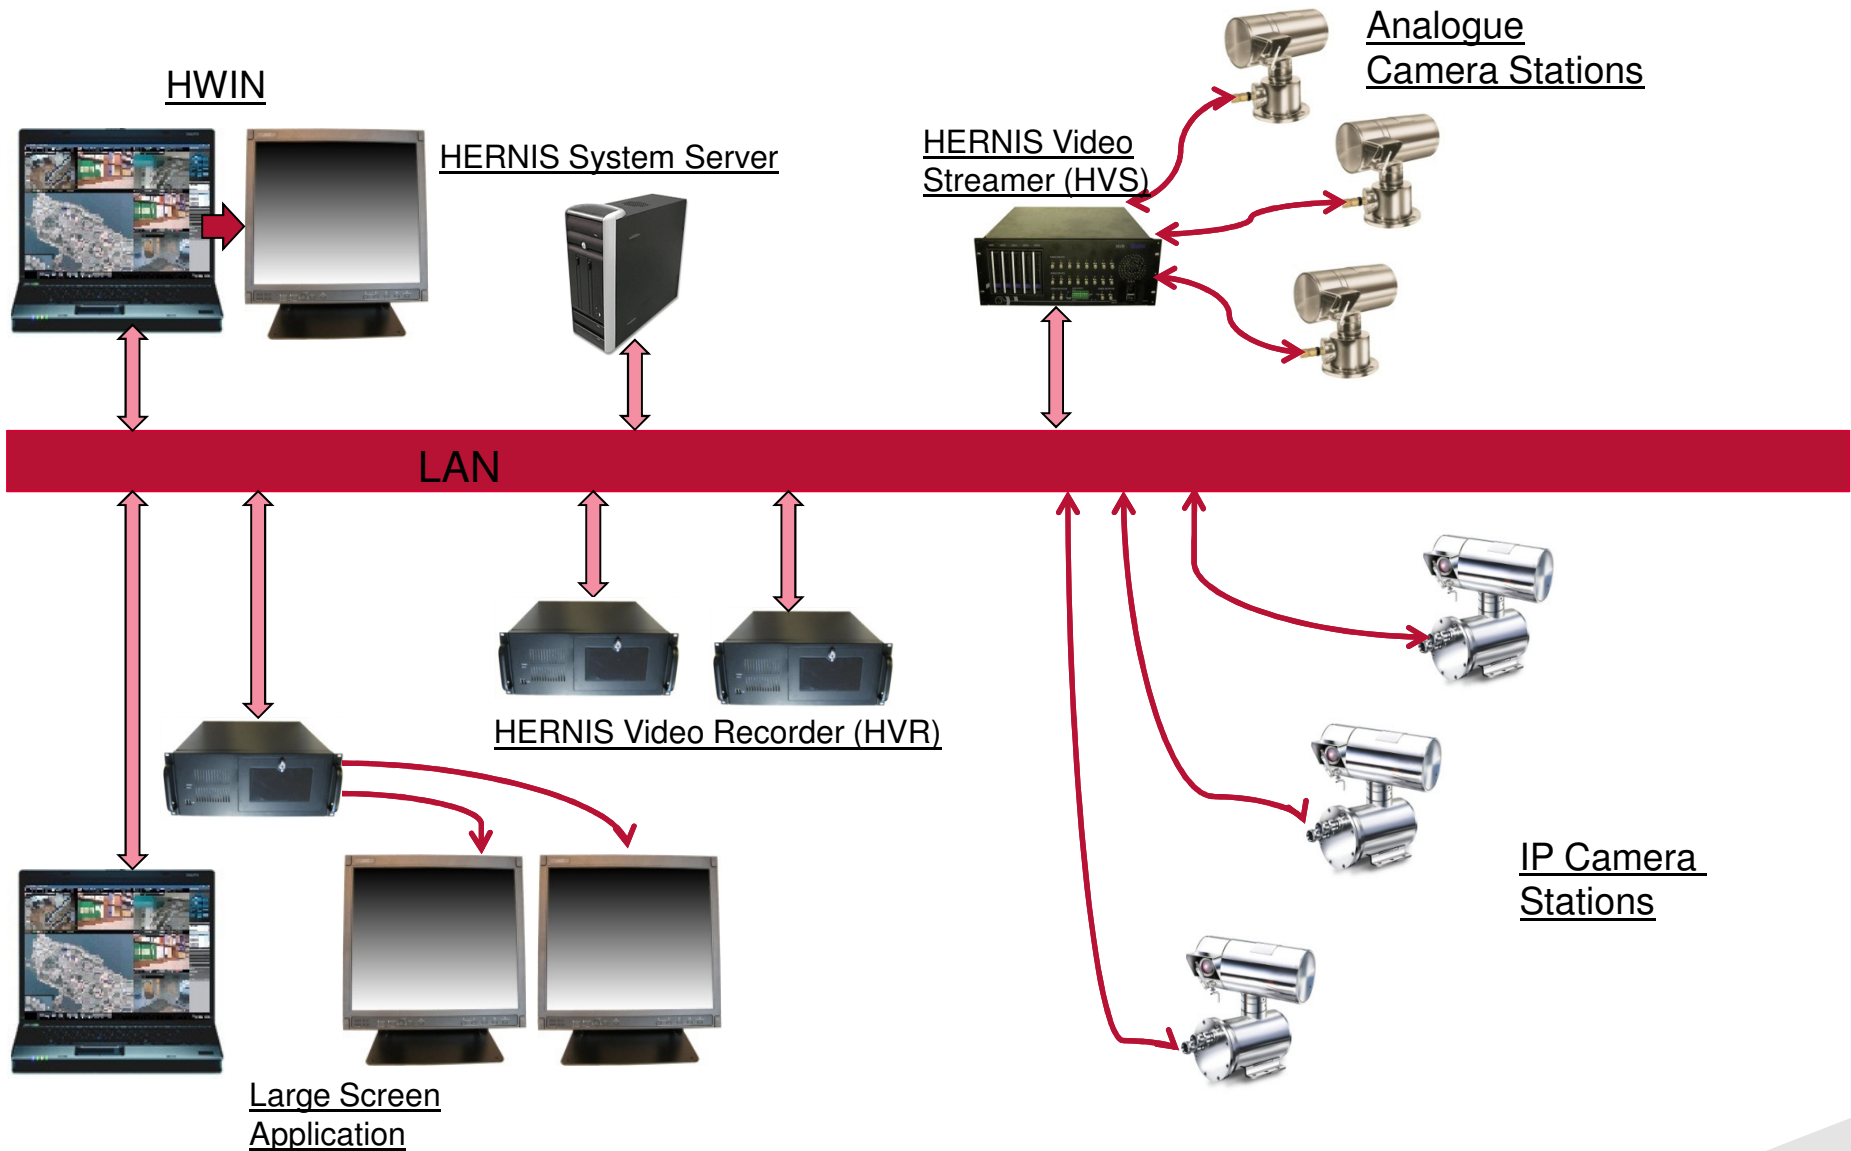 Analogue
Camera Stations
HWIN
HERNIS System Server
HERNIS Video
Streamer (HVS)
LAN
HERNIS Video Recorder (HVR)
IP Camera
Stations
Large Screen
Application